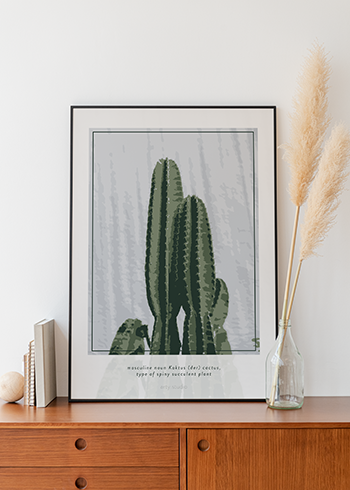 masculine noun Kaktus (der) cactus,
type of spiny succulent plant